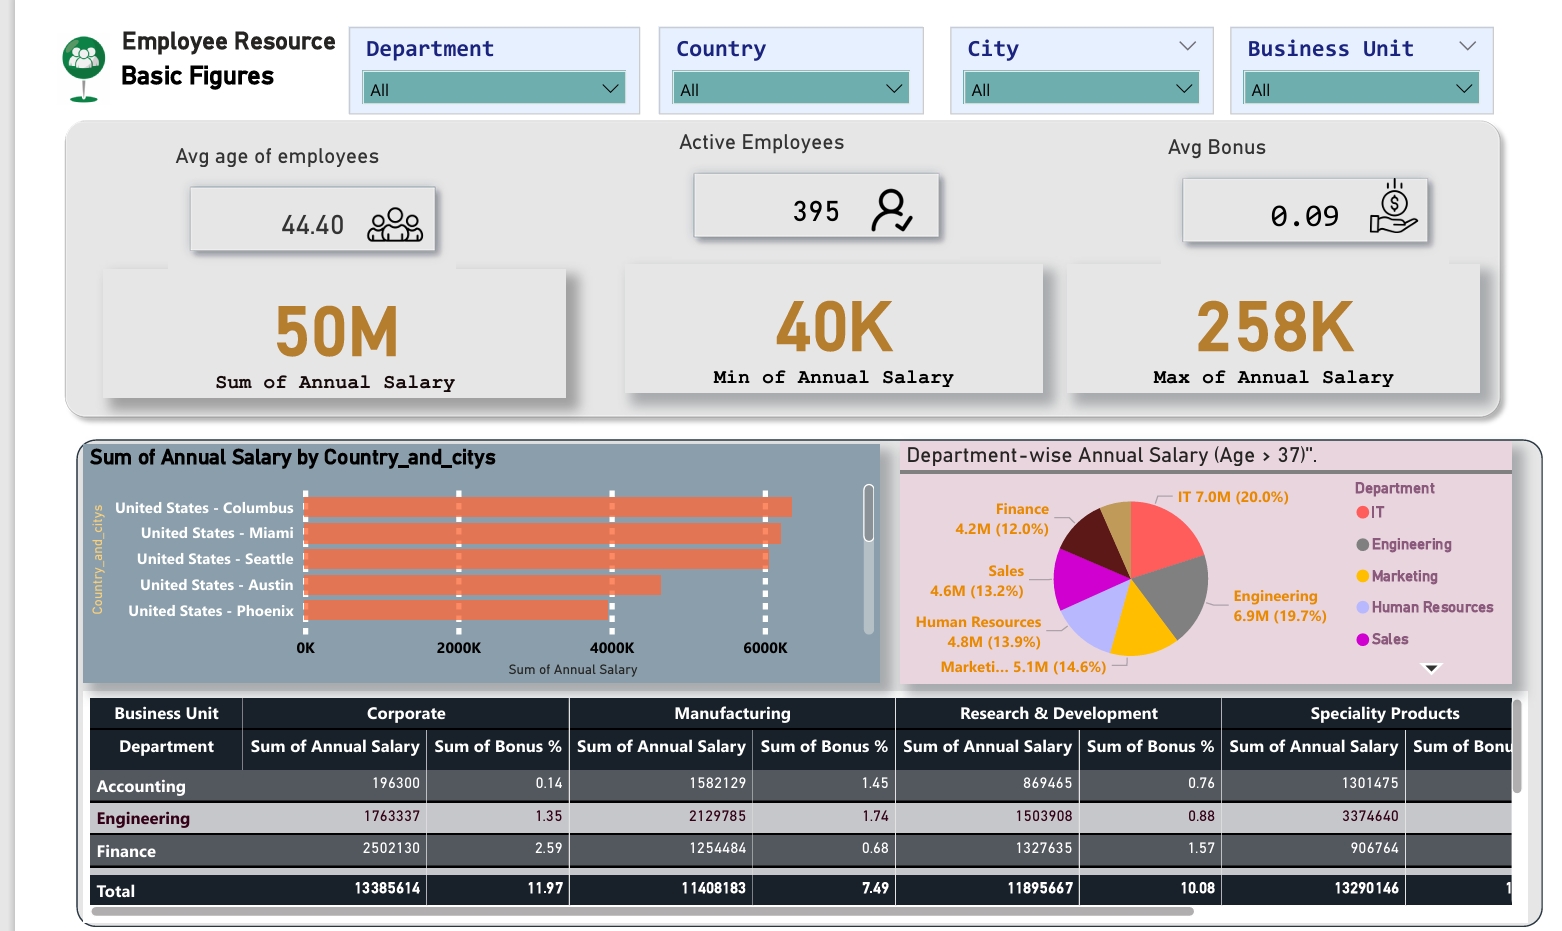 Employee Resource
Basic Figures
Department
All
Country
All
City
All
Business Unit
All
Avg age of employees
44.40
Active Employees
395
Avg Bonus
0.09
$
50M
Sum of Annual Salary
40K
Min of Annual Salary
258K
Max of Annual Salary
Sum of Annual Salary by Country_and_citys
Country_and_citys
United States - Columbus
United States - Miami
United States - Seattle
United States - Austin
United States - Phoenix
0K 2000K 4000K 6000K
Sum of Annual Salary
Department-wise Annual Salary (Age > 37)".
IT 7.0M (20.0%)
Engineering
6.9M (19.7%)
Marketi... 5.1M (14.6%)
Human Resources
4.8M (13.9%)
Sales
4.6M (13.2%)
Finance
4.2M (12.0%)
Department
IT
Engineering
Marketing
Human Resources
Sales
Business Unit Corporate Manufacturing Research & Development Speciality Products
Department Sum of Annual Salary Sum of Bonus % Sum of Annual Salary Sum of Bonus % Sum of Annual Salary Sum of Bonus % Sum of Annual Salary Sum of Bonu
Accounting 196300 0.14 1582129 1.45 869465 0.76 1301475
Engineering 1763337 1.35 2129785 1.74 1503908 0.88 3374640
Finance 2502130 2.59 1254484 0.68 1327635 1.57 906764
Total 13385614 11.97 11408183 7.49 11895667 10.08 13290146 1